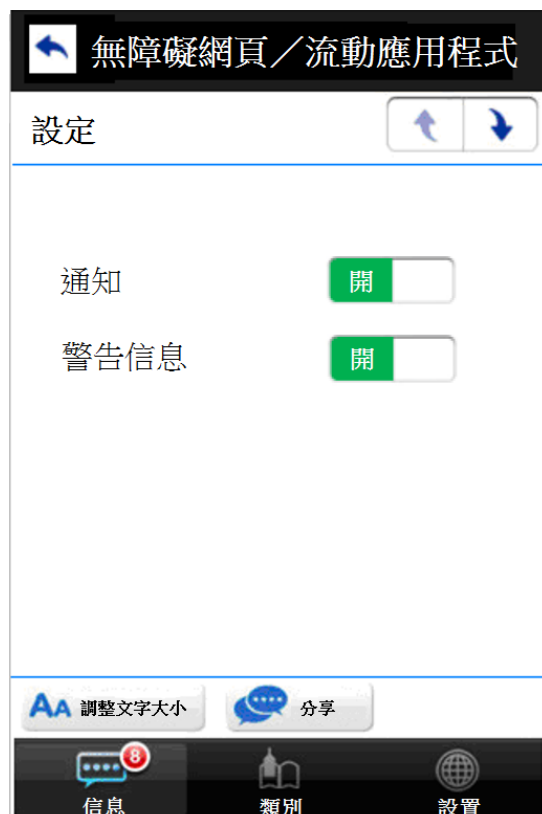 無障礙網頁／流動應用程式
設定
通知 開
警告信息 開
AA 調整文字大小 分享
8
信息 類別 設置